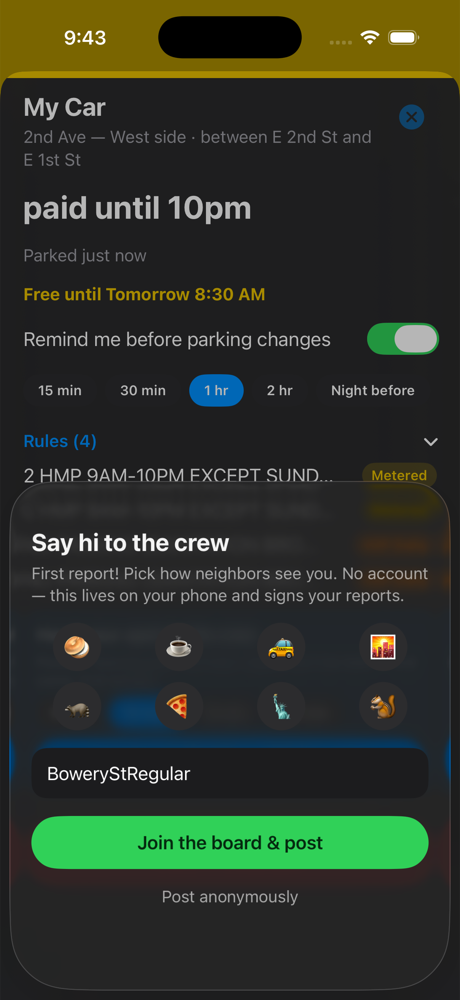 9:43
My Car
2nd Ave — West side · between E 2nd St and
E 1st St
paid until 10pm
Parked just now
Free until Tomorrow 8:30 AM
Remind me before parking changes
15 min 30 min 1 hr 2 hr Night before
Rules (4)
2 HMP 9AM-10PM EXCEPT SUND... Metered
Say hi to the crew
First report! Pick how neighbors see you. No account
— this lives on your phone and signs your reports.
BoweryStRegular
Join the board & post
Post anonymously